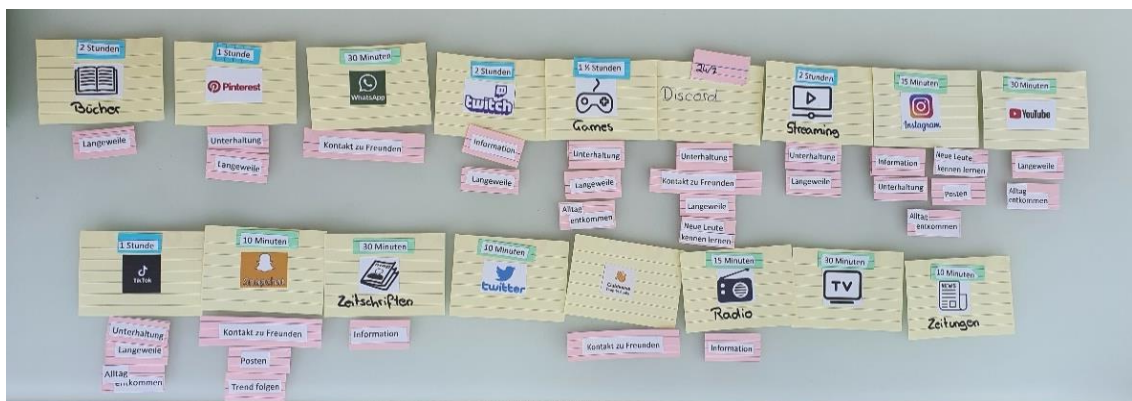 2 Stunden
Bücher
Langeweile
1 Stunde
Pinterest
Unterhaltung
Langeweile
30 Minuten
WhatsApp
Kontakt zu Freunden
2 Stunden
twitch
Information
Langeweile
1 ½ Stunden
Games
Unterhaltung
Langeweile
Alltag
entkommen
24/7
Discord
Unterhaltung
Kontakt zu Freunden
Langeweile
Neue Leute
kennen lernen
2 Stunden
Streaming
Unterhaltung
Langeweile
15 Minuten
Instagram
Information
Neue Leute
kennen lernen
Unterhaltung
Posten
Alltag
entkommen
30 Minuten
YouTube
Langeweile
Alltag
entkommen
1 Stunde
TikTok
Unterhaltung
Langeweile
Alltag
entkommen
10 Minuten
Kontakt zu Freunden
Posten
Trend folgen
30 Minuten
Zeitschriften
Information
10 Minuten
twitter
Kontakt zu Freunden
15 Minuten
Radio
Information
30 Minuten
TV
10 Minuten
NEWS
Zeitungen